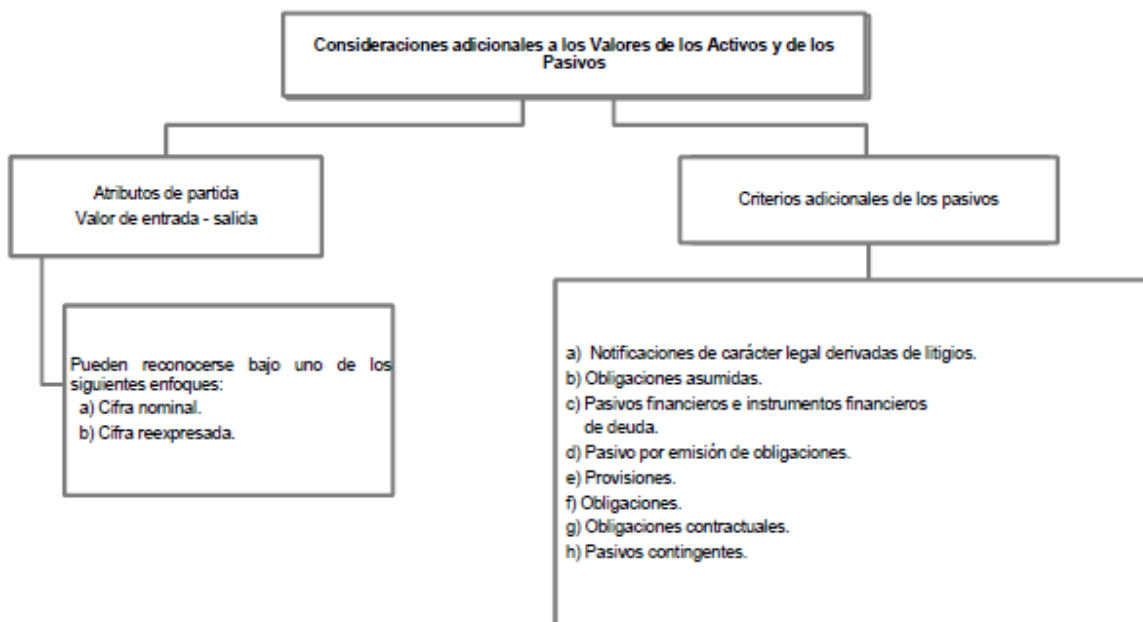 Consideraciones adicionales a los Valores de los Activos y de los
Pasivos
Atributos de partida
Valor de entrada - salida
Criterios adicionales de los pasivos
Pueden reconocerse bajo uno de los
siguientes enfoques:
a) Cifra nominal.
b) Cifra reexpresada.
a) Notificaciones de carácter legal derivadas de litigios.
b) Obligaciones asumidas.
c) Pasivos financieros e instrumentos financieros
de deuda.
d) Pasivo por emisión de obligaciones.
e) Provisiones.
f) Obligaciones.
g) Obligaciones contractuales.
h) Pasivos contingentes.